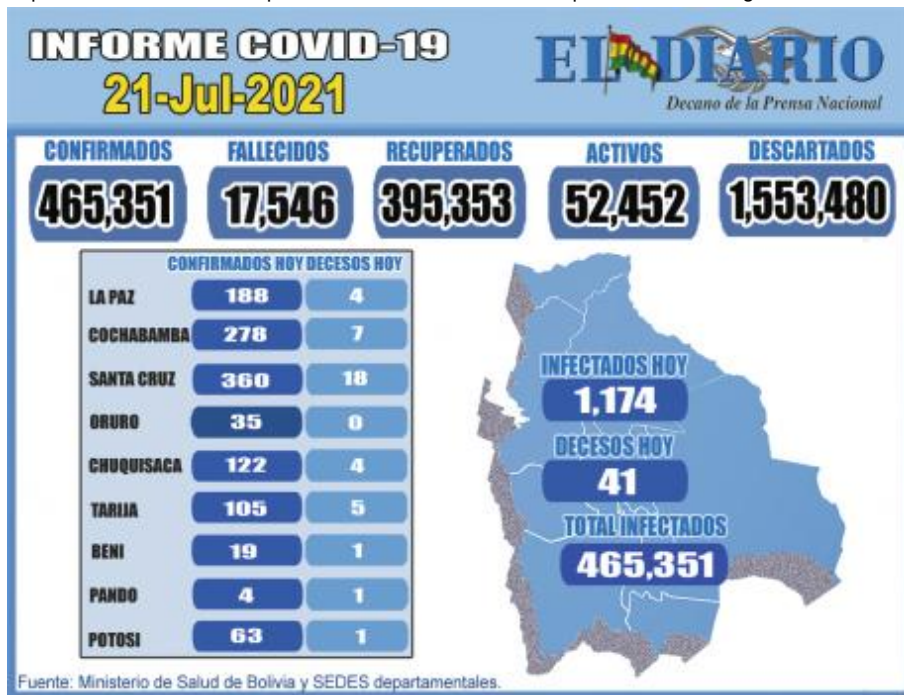 INFORME COVID-19
21-Jul-2021
EL DIARIO
Decano de la Prensa Nacional
CONFIRMADOS FALLECIDOS RECUPERADOS ACTIVOS DESCARTADOS
465,351 17,546 395,353 52,452 1,553,480
CONFIRMADOS HOY DECESOS HOY
LA PAZ 188 4
COCHABAMBA 278 7
SANTA CRUZ 360 18
ORURO 35 0
CHUQUISACA 122 4
TARIJA 105 5
BENI 19 1
PANDO 4 1
POTOSI 63 1
INFECTADOS HOY
1,174
DECESOS HOY
41
TOTAL INFECTADOS
465,351
Fuente: Ministerio de Salud de Bolivia y SEDES departamentales.